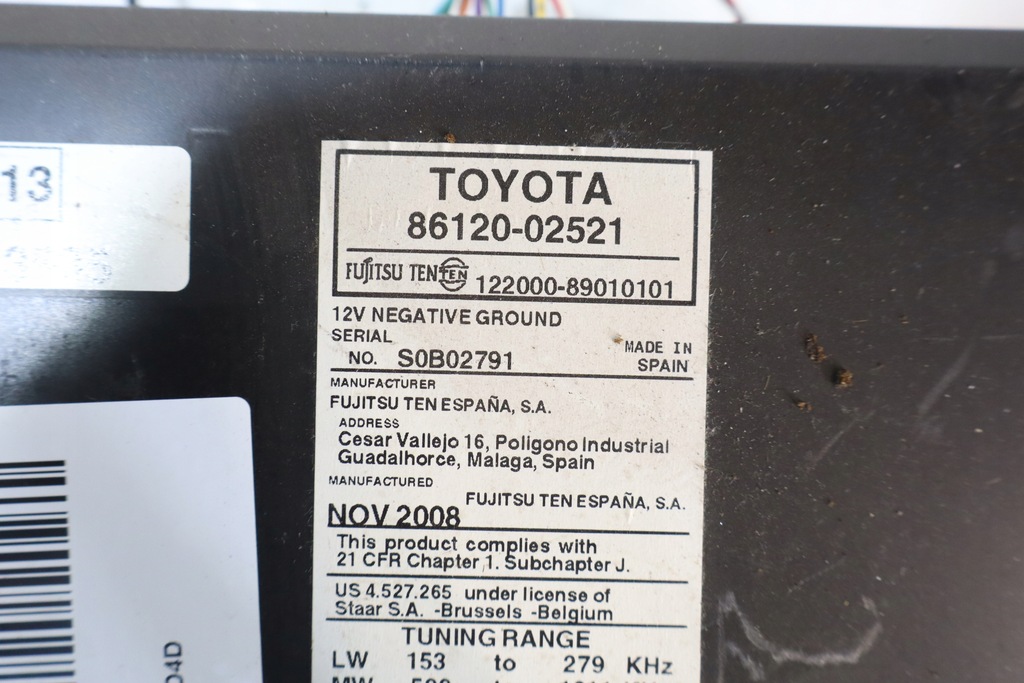 13
TOYOTA
86120-02521
FUJITSU TEN TEN 122000-89010101
12V NEGATIVE GROUND
SERIAL
NO. S0B02791
MADE IN
SPAIN
MANUFACTURER
FUJITSU TEN ESPAÑA, S.A.
ADDRESS
Cesar Vallejo 16, Poligono Industrial
Guadalhorce, Malaga, Spain
MANUFACTURED
FUJITSU TEN ESPAÑA, S.A.
NOV 2008
This product complies with
21 CFR Chapter 1. Subchapter J.
US 4.527.265 under license of
Staar S.A. -Brussels -Belgium
TUNING RANGE
LW 153 to 279 KHz
04D